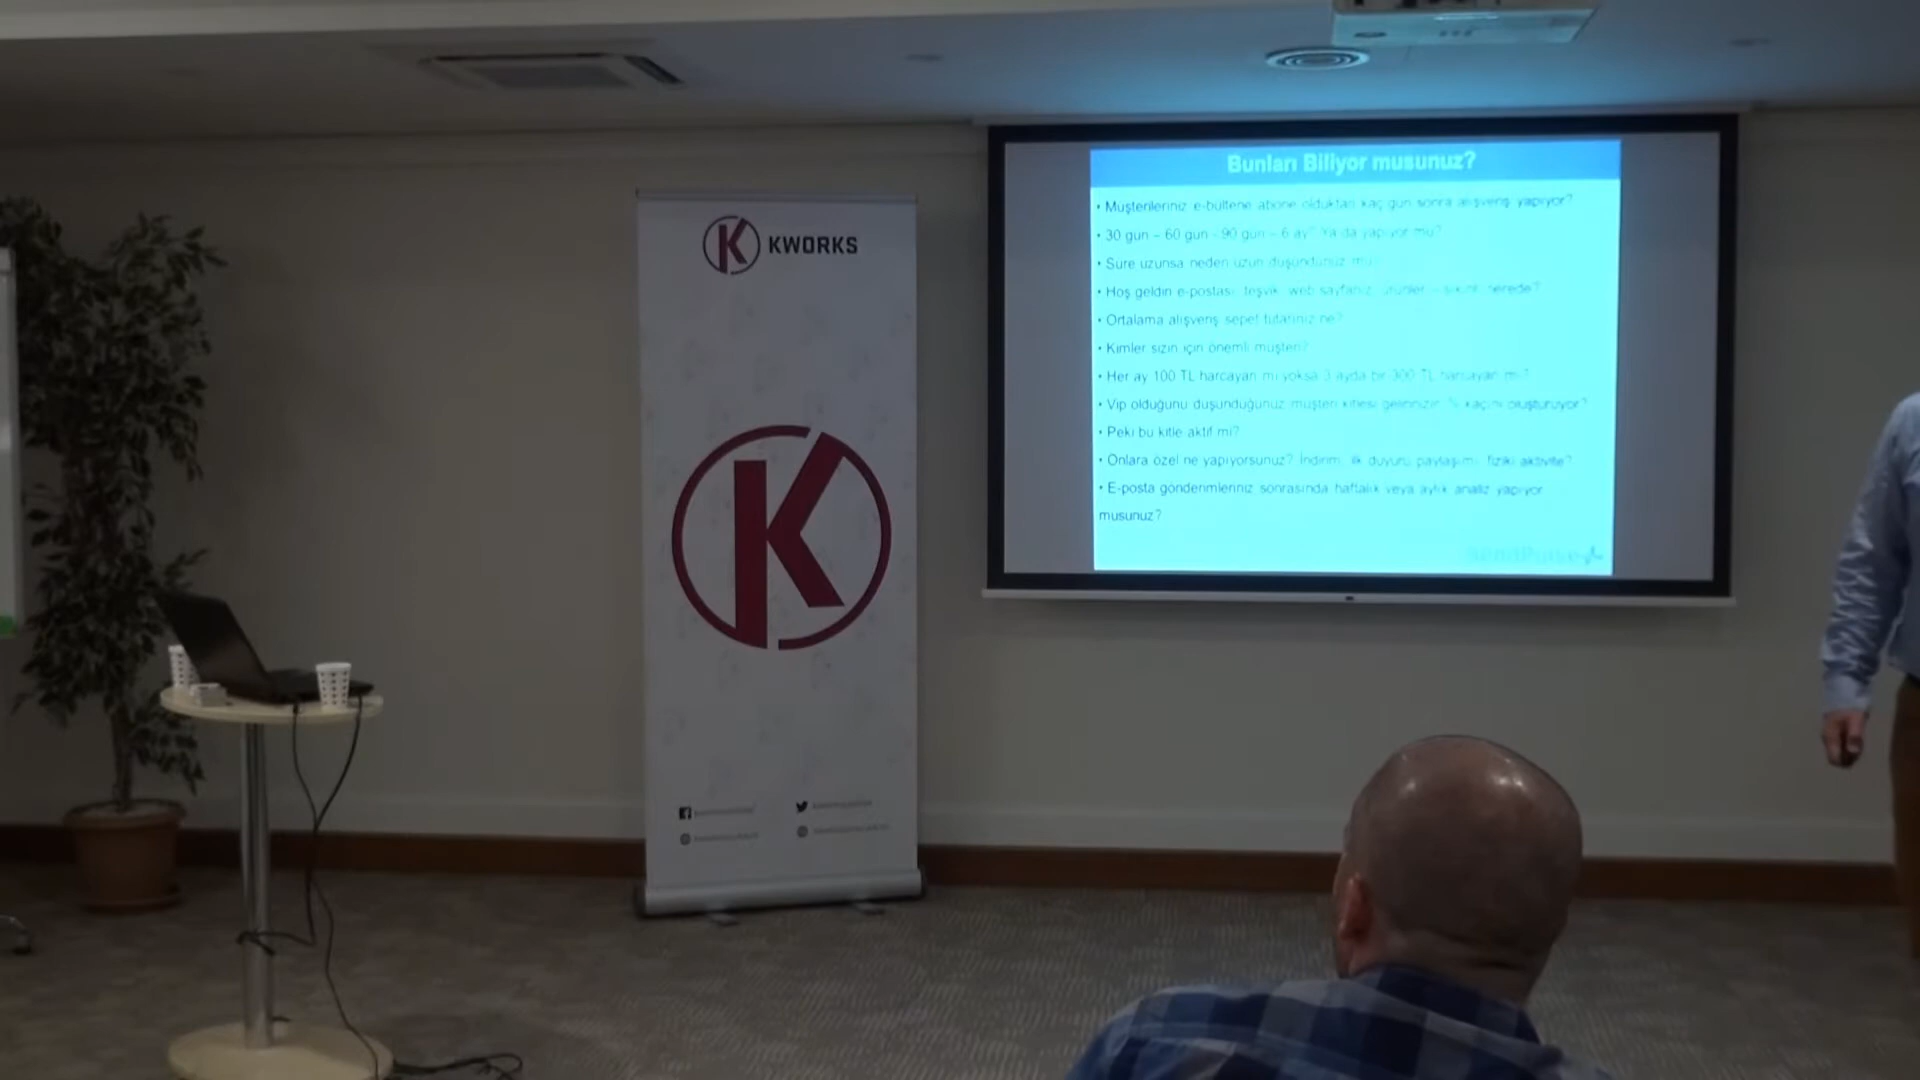 KWORKS
Bunları Biliyor musunuz?
• Müşterileriniz e-bültene abone olduktan kaç gün sonra alışveriş yapıyor?
• 30 gün – 60 gün - 90 gün – 6 ay? Ya da yapıyor mu?
• Süre uzunsa neden uzun düşündünüz mü?
• Hoş geldin e-postası, teşvik, web sayfanız, ürünler – sıkıntı nerede?
• Ortalama alışveriş sepet tutarınız ne?
• Kimler sizin için önemli müşteri?
• Her ay 100 TL harcayan mı yoksa 3 ayda bir 300 TL harcayan mı?
• Vip olduğunu düşündüğünüz müşteri kitlesi gelirinizin % kaçını oluşturuyor?
• Peki bu kitle aktif mi?
• Onlara özel ne yapıyorsunuz? İndirim, ilk duyuru paylaşımı, fiziki aktivite?
• E-posta gönderimleriniz sonrasında haftalık veya aylık analiz yapıyor
musunuz?